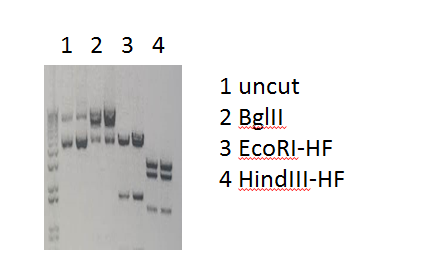 1 2 3 4
1 uncut
2 BglII
3 EcoRI-HF
4 HindIII-HF